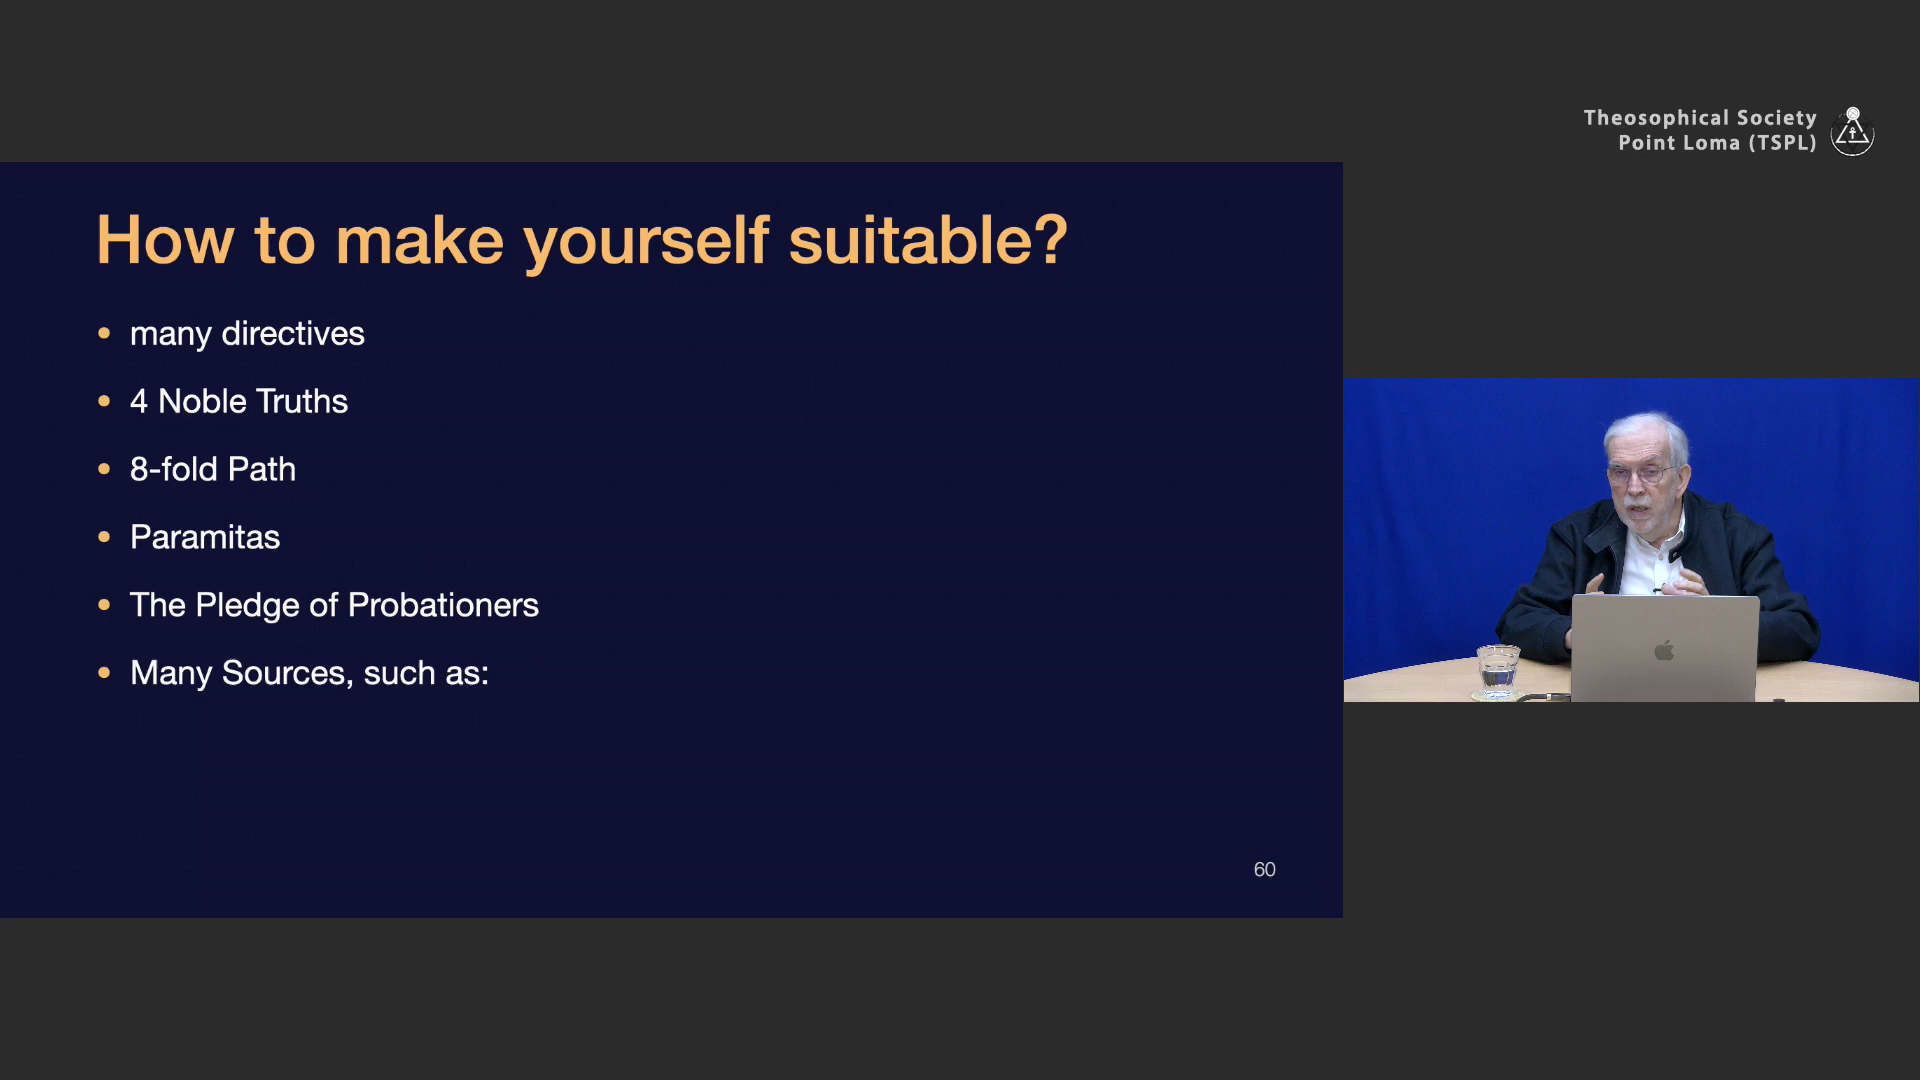 Theosophical Society
Point Loma (TSPL)
How to make yourself suitable?
• many directives
• 4 Noble Truths
• 8-fold Path
• Paramitas
• The Pledge of Probationers
• Many Sources, such as:
60